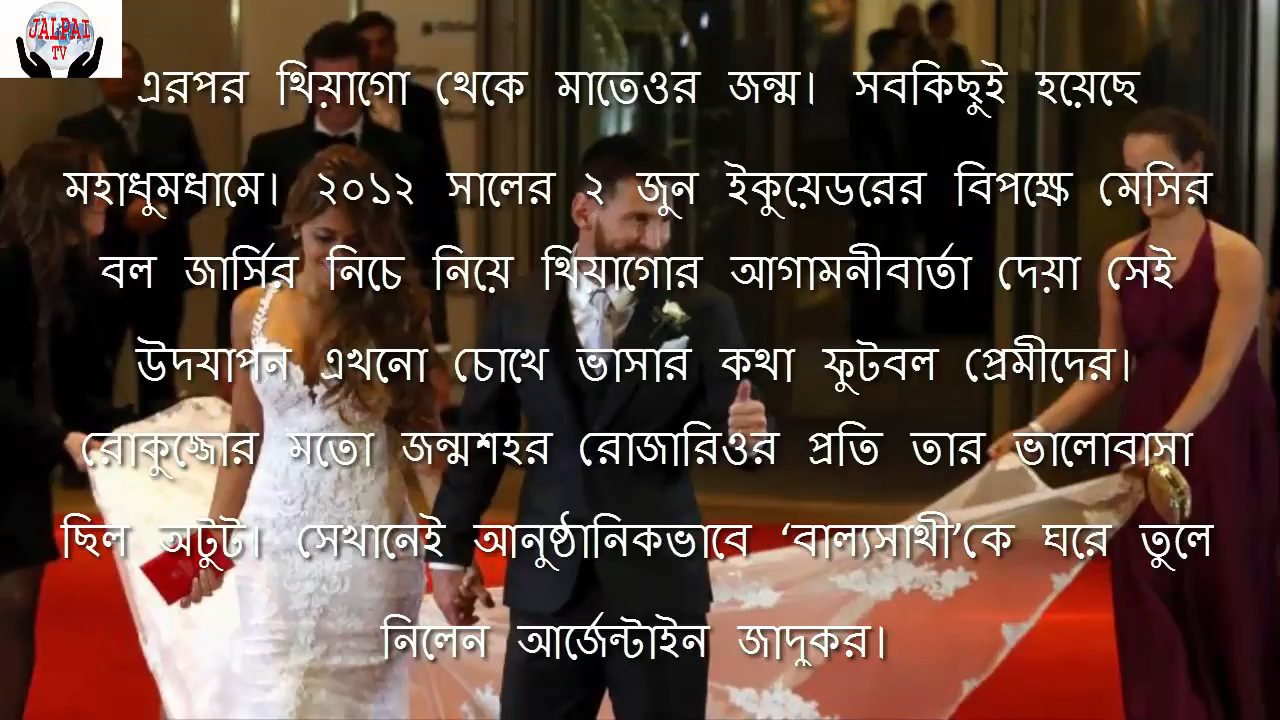 JALPAI
TV
এরপর থিয়াগো থেকে মাতেওর জন্ম। সবকিছুই হয়েছে
মহাধুমধামে। ২০১২ সালের ২ জুন ইকুয়েডরের বিপক্ষে মেসির
বল জার্সির নিচে নিয়ে থিয়াগোর আগামনীবার্তা দেয়া সেই
উদযাপন এখনো চোখে ভাসার কথা ফুটবল প্রেমীদের।
রোকুজ্জোর মতো জন্মশহর রোজারিওর প্রতি তার ভালোবাসা
ছিল অটুট। সেখানেই আনুষ্ঠানিকভাবে ‘বাল্যসাথী’কে ঘরে তুলে
নিলেন আর্জেন্টাইন জাদুকর।